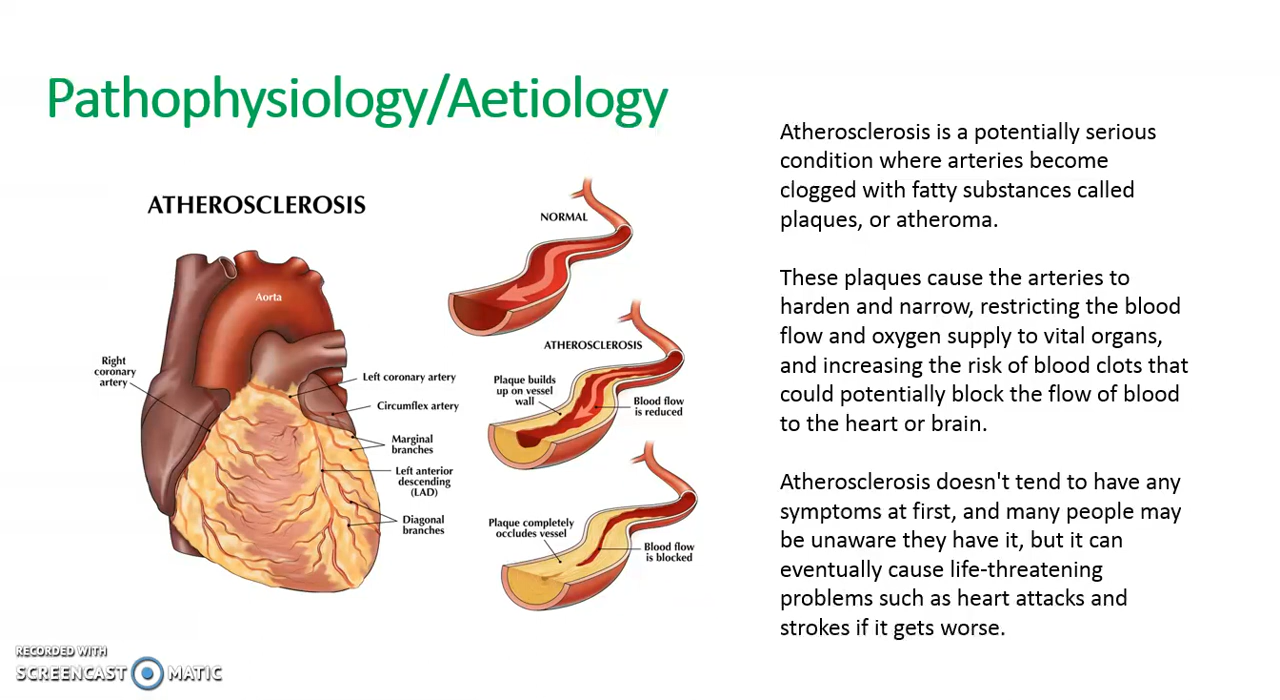 Pathophysiology/Aetiology
ATHEROSCLEROSIS
Aorta
Right
coronary
artery
Left coronary artery
Circumflex artery
Marginal
branches
Left anterior
descending
(LAD)
Diagonal
branches
NORMAL
ATHEROSCLEROSIS
Plaque builds
up on vessel
wall
Blood flow
is reduced
Plaque completely
occludes vessel
Blood flow
is blocked
Atherosclerosis is a potentially serious
condition where arteries become
clogged with fatty substances called
plaques, or atheroma.
These plaques cause the arteries to
harden and narrow, restricting the blood
flow and oxygen supply to vital organs,
and increasing the risk of blood clots that
could potentially block the flow of blood
to the heart or brain.
Atherosclerosis doesn't tend to have any
symptoms at first, and many people may
be unaware they have it, but it can
eventually cause life-threatening
problems such as heart attacks and
strokes if it gets worse.
RECORDED WITH
SCREENCAST MATIC